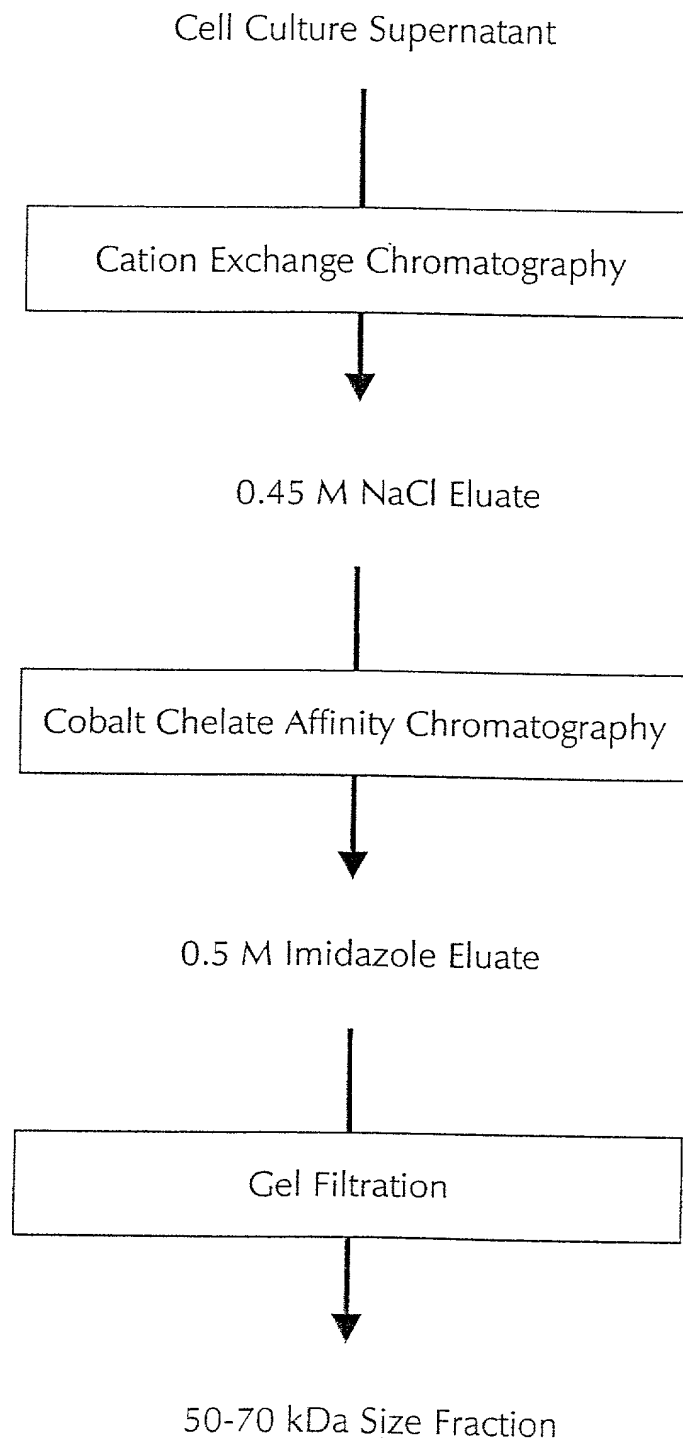 Cell Culture Supernatant
Cation Exchange Chromatography
0.45 M NaCl Eluate
Cobalt Chelate Affinity Chromatography
0.5 M Imidazole Eluate
Gel Filtration
50-70 kDa Size Fraction